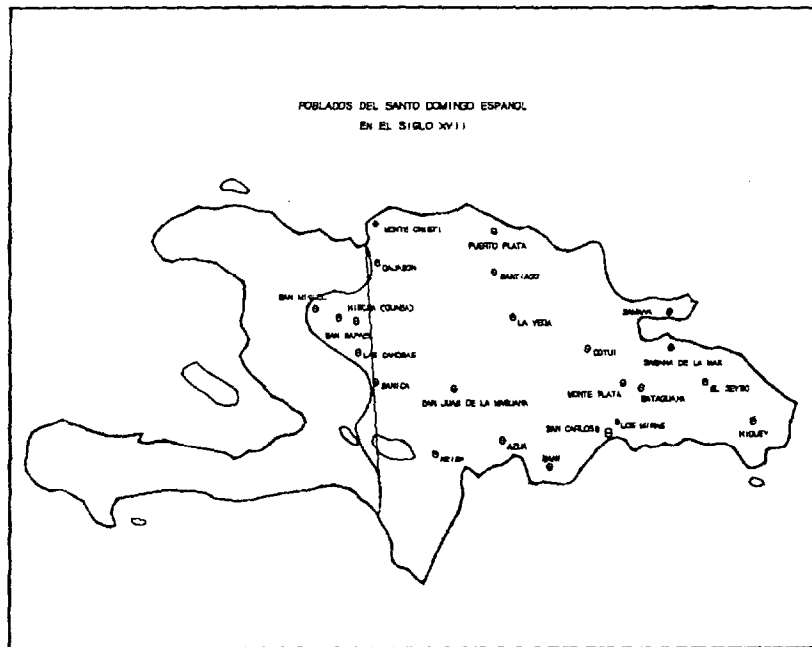 POBLADOS DEL SANTO DOMINGO ESPANOL
EN EL SIGLO XVII
MONTE CRISTI
PUERTO PLATA
DAJABON
SANTIAGO
SAN MIGUEL
HINCHA (GUABA)
SAN RAFAEL
LA VEGA
SAMANA
LAS CAHOBAS
COTUI
SABANA DE LA MAR
BANICA
SAN JUAN DE LA MAGUANA
MONTE PLATA
BAYAGUANA
EL SEYBO
SAN CARLOS
LOS MINAS
HIGUEY
NEIBA
AZUA
BANI